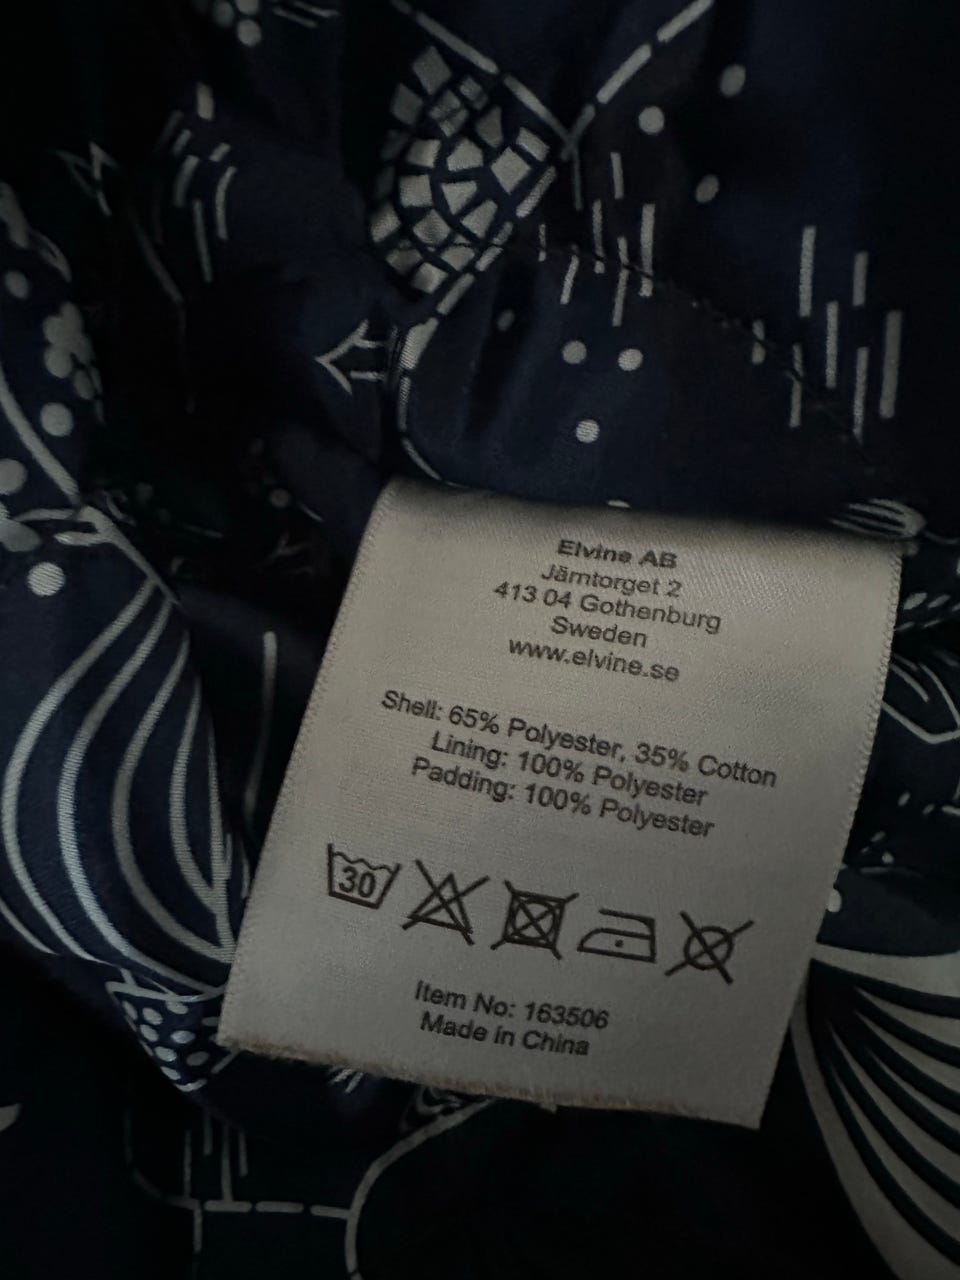 Elvine AB
Jämtorget 2
413 04 Gothenburg
Sweden
www.elvine.se
Shell: 65% Polyester, 35% Cotton
Lining: 100% Polyester
Padding: 100% Polyester
30
Item No: 163506
Made in China